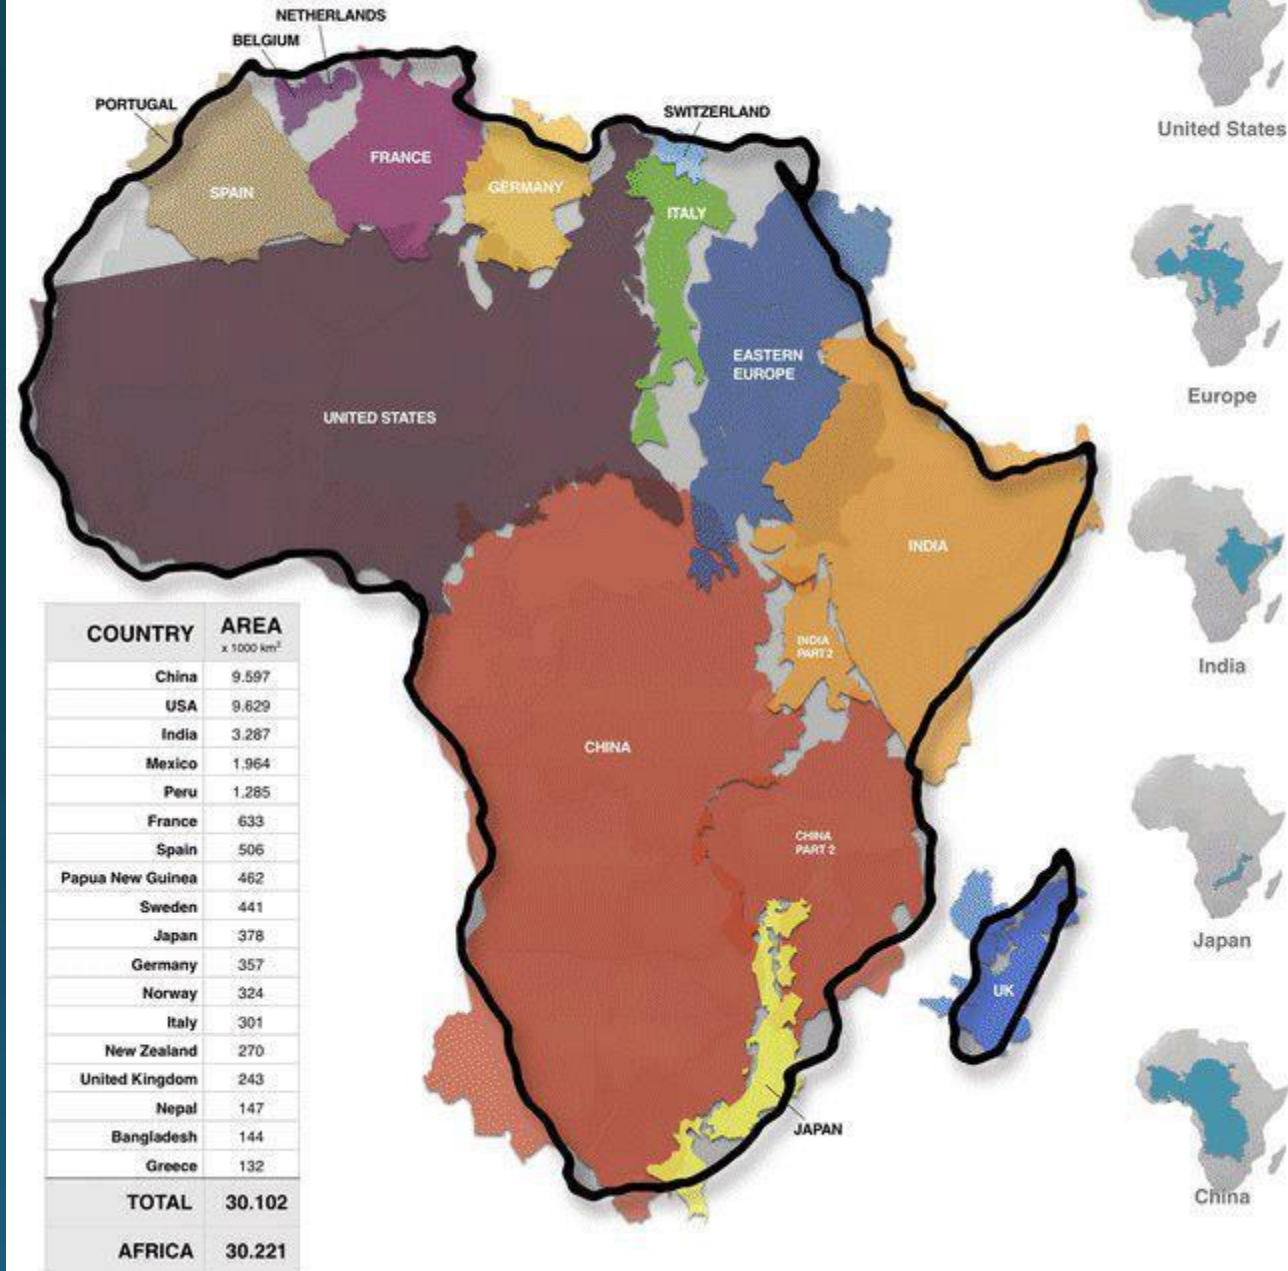 NETHERLANDS
BELGIUM
PORTUGAL
SWITZERLAND
FRANCE
GERMANY
SPAIN
ITALY
EASTERN
EUROPE
UNITED STATES
INDIA
INDIA
PART 2
CHINA
CHINA
PART 2
UK
JAPAN
COUNTRY AREA
x 1000 km²
China 9.597
USA 9.629
India 3.287
Mexico 1.964
Peru 1.285
France 633
Spain 506
Papua New Guinea 462
Sweden 441
Japan 378
Germany 357
Norway 324
Italy 301
New Zealand 270
United Kingdom 243
Nepal 147
Bangladesh 144
Greece 132
TOTAL 30.102
AFRICA 30.221
United States
Europe
India
Japan
China